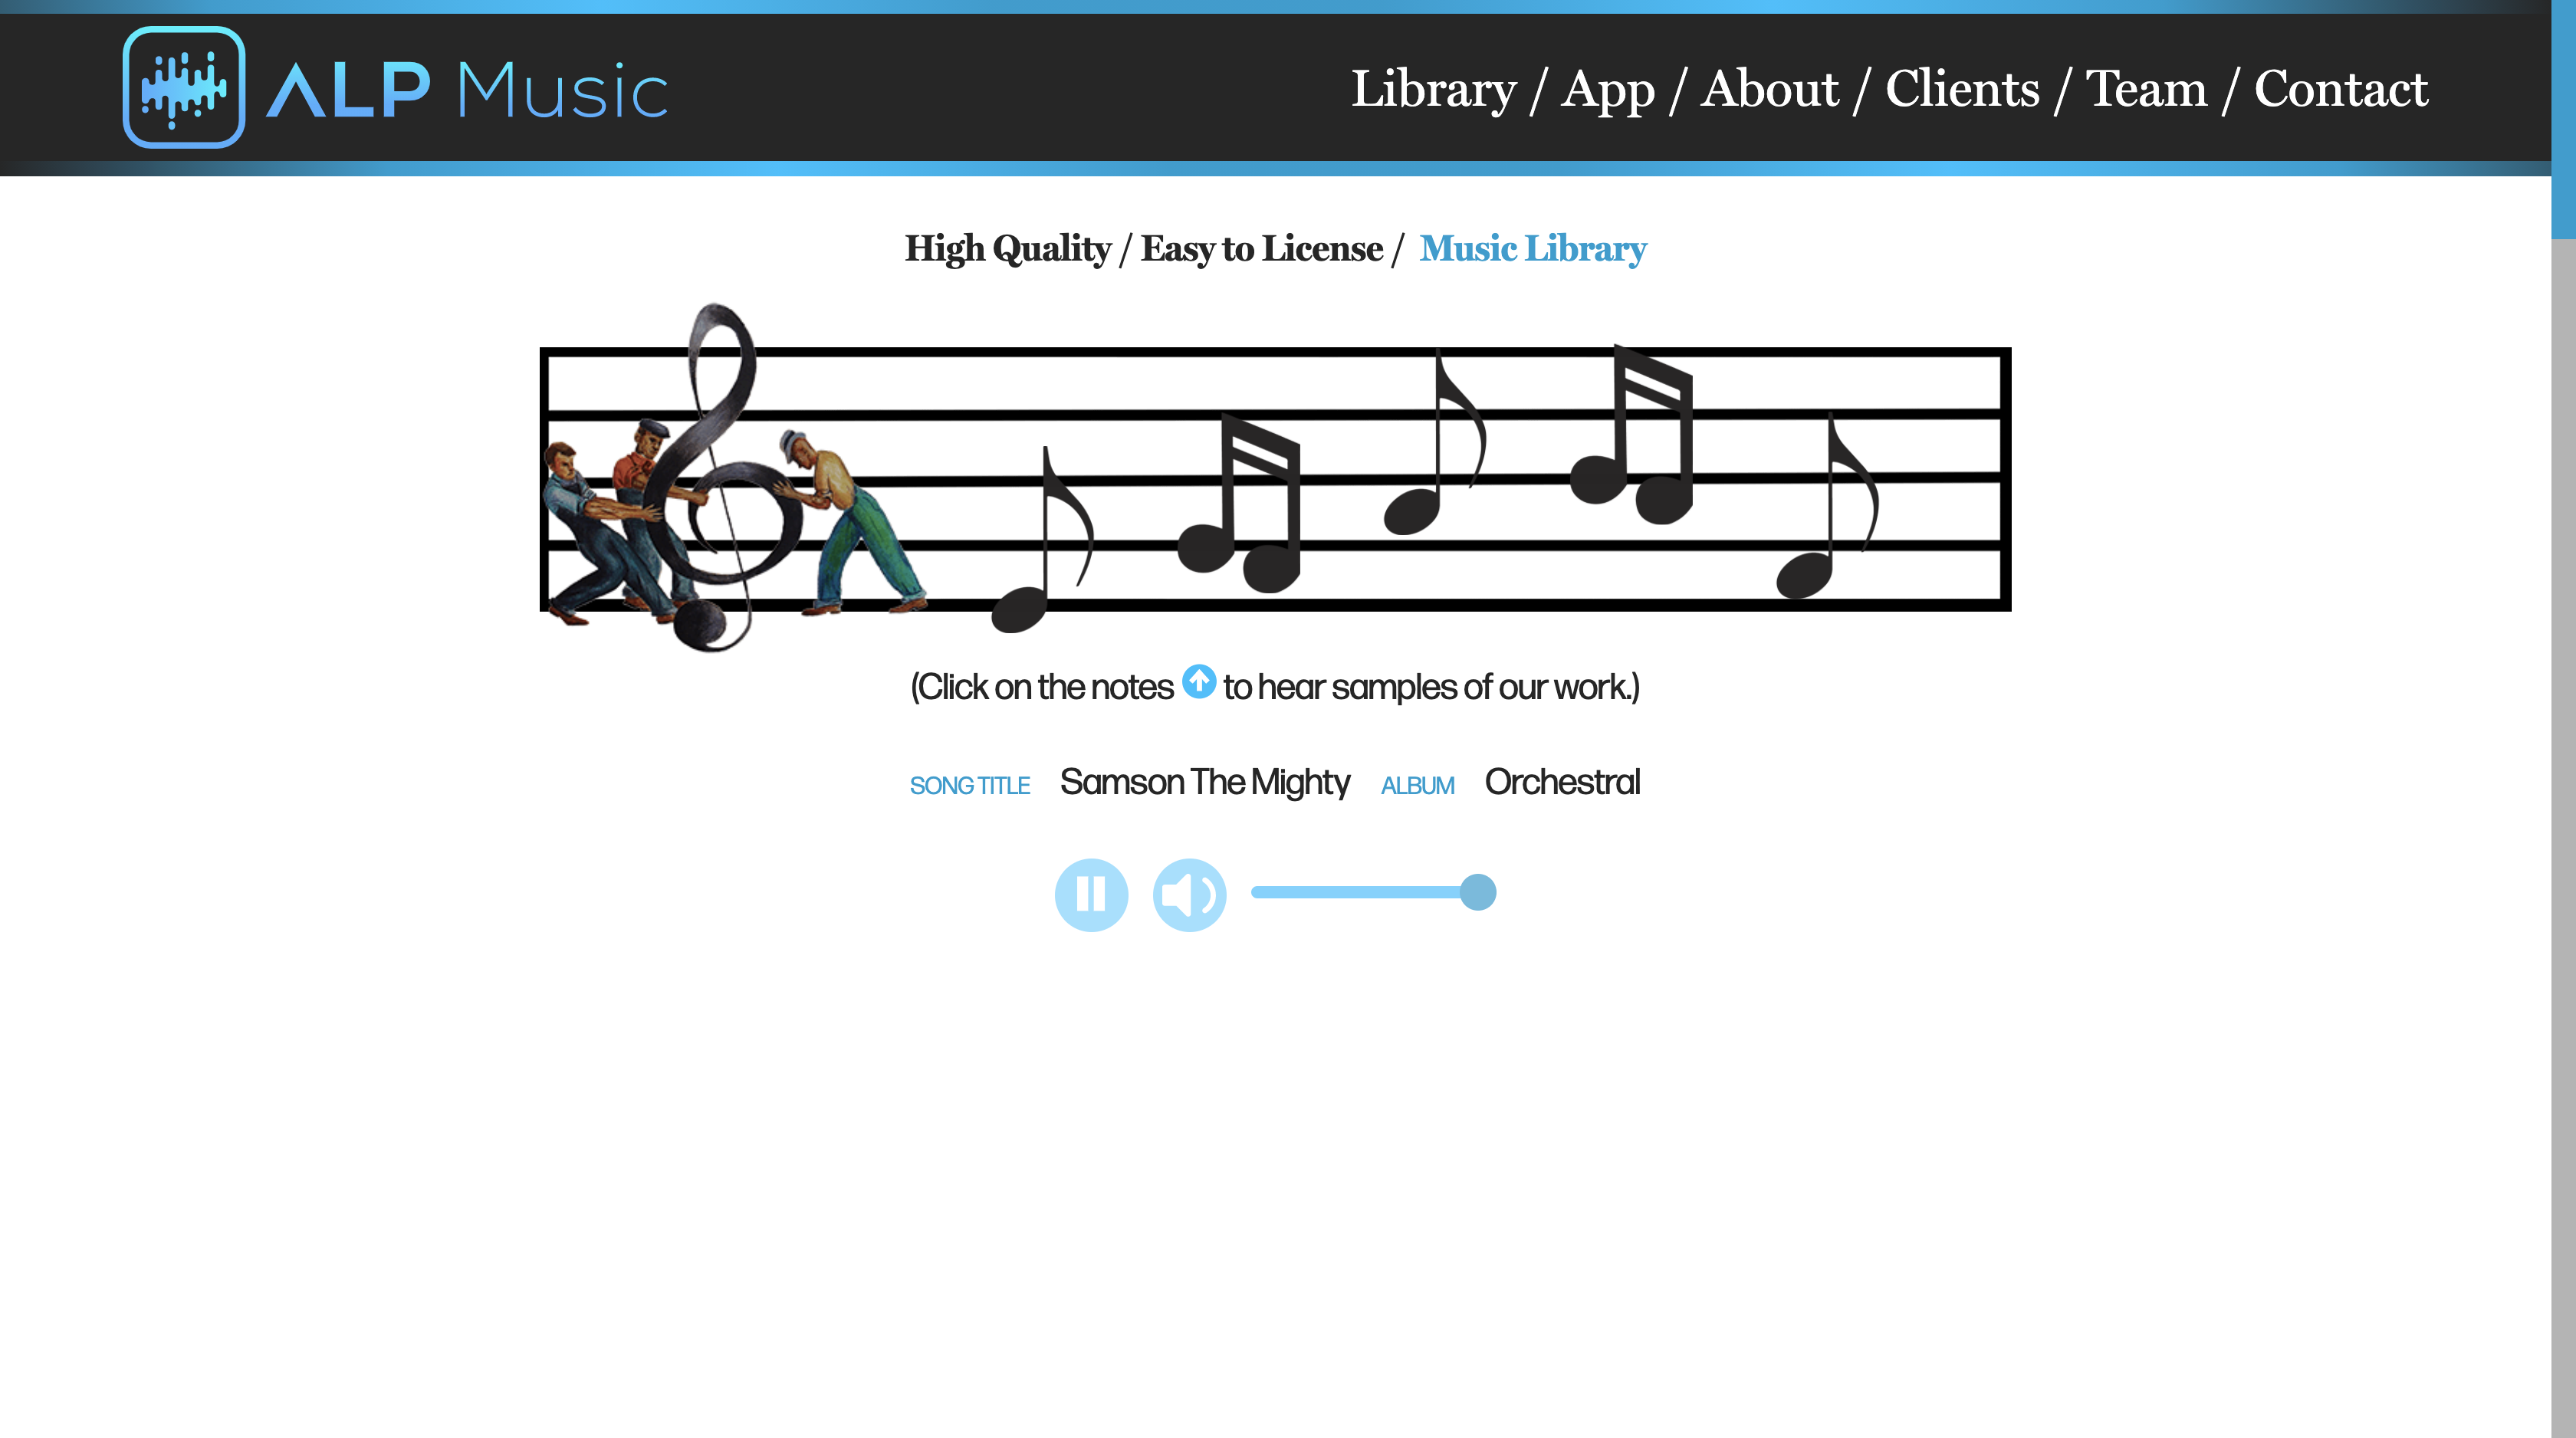 ALP Music
Library / App / About / Clients / Team / Contact
High Quality / Easy to License / Music Library
(Click on the notes to hear samples of our work.)
SONG TITLE Samson The Mighty ALBUM Orchestral